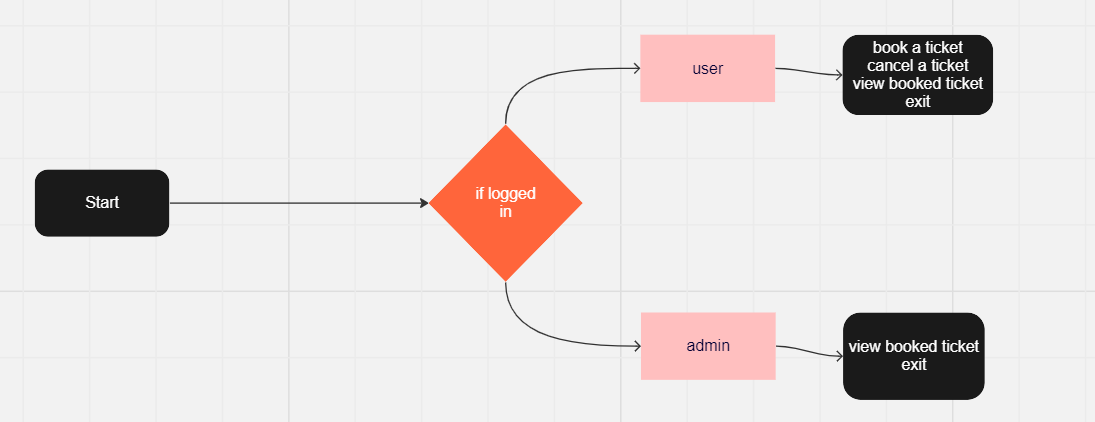 Start
if logged
in
user
book a ticket
cancel a ticket
view booked ticket
exit
admin
view booked ticket
exit